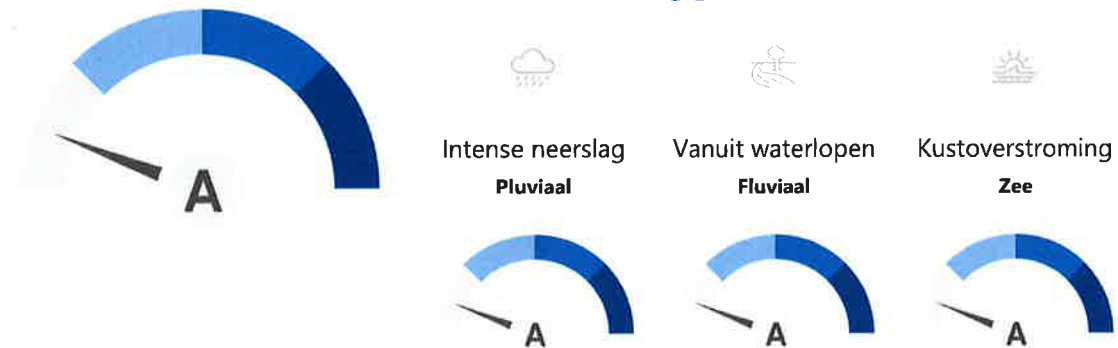 A
Intense neerslag
Pluviaal
A
Vanuit waterlopen
Fluviaal
A
Kustoverstroming
Zee
A